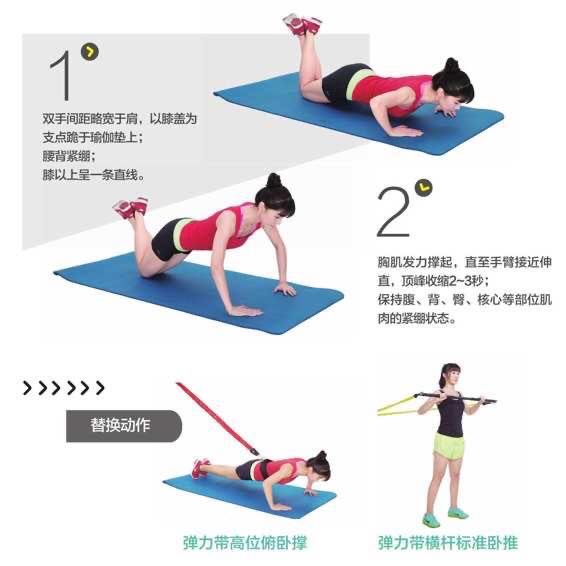 1
双手间距略宽于肩，以膝盖为
支点跪于瑜伽垫上；
腰背紧绷；
膝以上呈一条直线。
2
胸肌发力撑起，直至手臂接近伸
直，顶峰收缩2~3秒；
保持腹、背、臀、核心等部位肌
肉的紧绷状态。
替换动作
弹力带高位俯卧撑
弹力带横杆标准卧推